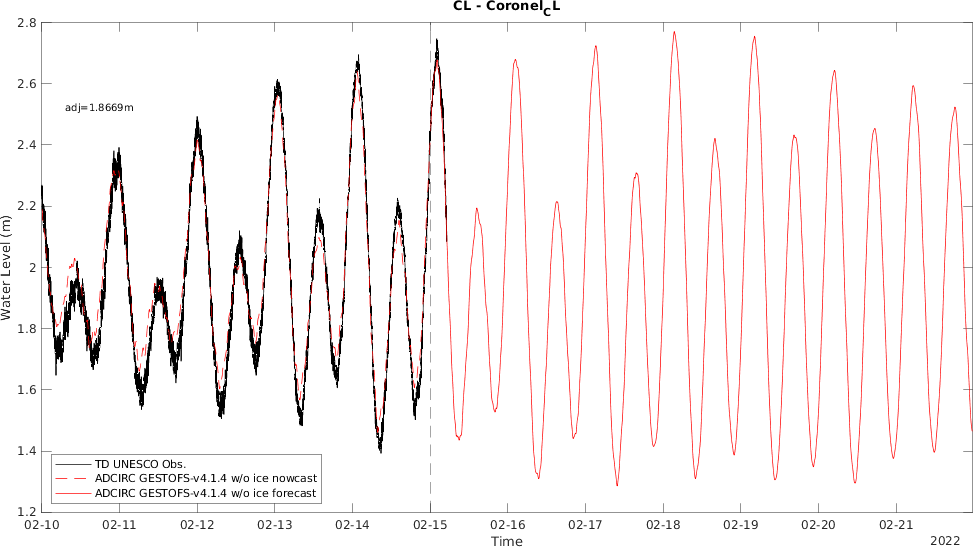 CL - Coronel_CL
2.8
2.6
2.4
2.2
2
1.8
1.6
1.4
1.2
Water Level (m)
adj=1.8669m
TD UNESCO Obs.
ADCIRC GESTOFS-v4.1.4 w/o ice nowcast
ADCIRC GESTOFS-v4.1.4 w/o ice forecast
02-10 02-11 02-12 02-13 02-14 02-15 02-16 02-17 02-18 02-19 02-20 02-21
Time
2022